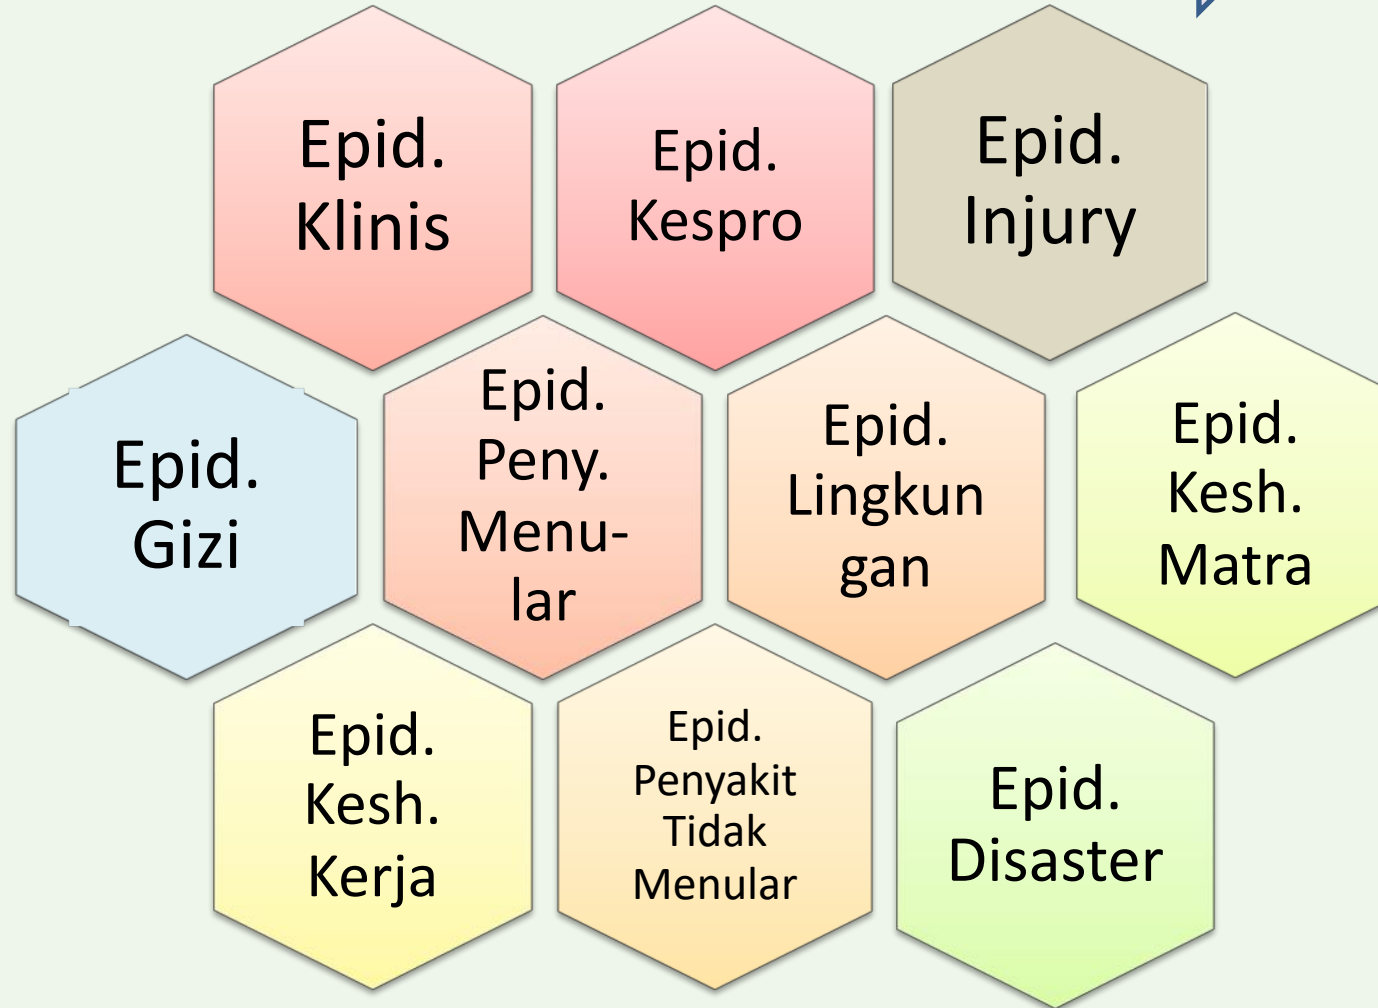 Epid.
Klinis
Epid.
Kespro
Epid.
Injury
Epid.
Gizi
Epid.
Peny.
Menu-
lar
Epid.
Lingkun
gan
Epid.
Kesh.
Matra
Epid.
Kesh.
Kerja
Epid.
Penyakit
Tidak
Menular
Epid.
Disaster